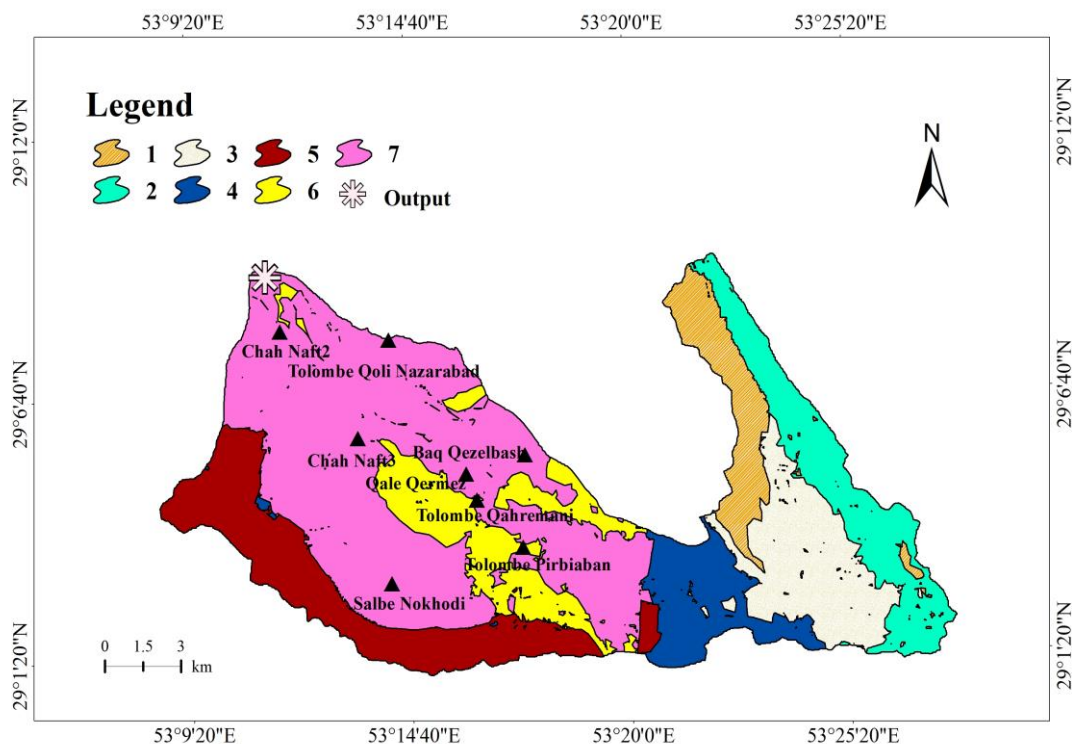 53°9'20"E 53°14'40"E 53°20'0"E 53°25'20"E
29°12'0"N 29°12'0"N
Legend
N
1 3 5 7
2 4 6 Output
Chah Naft2
Tolombe Qoli Nazarabad
29°6'40"N 29°6'40"N
Chah Naft3 Baq Qezelbash
Qale Qermez
Tolombe Qahremani
Tolombe Pirbiaban
Salbe Nokhodi
0 1.5 3
km
29°1'20"N 29°1'20"N
53°9'20"E 53°14'40"E 53°20'0"E 53°25'20"E